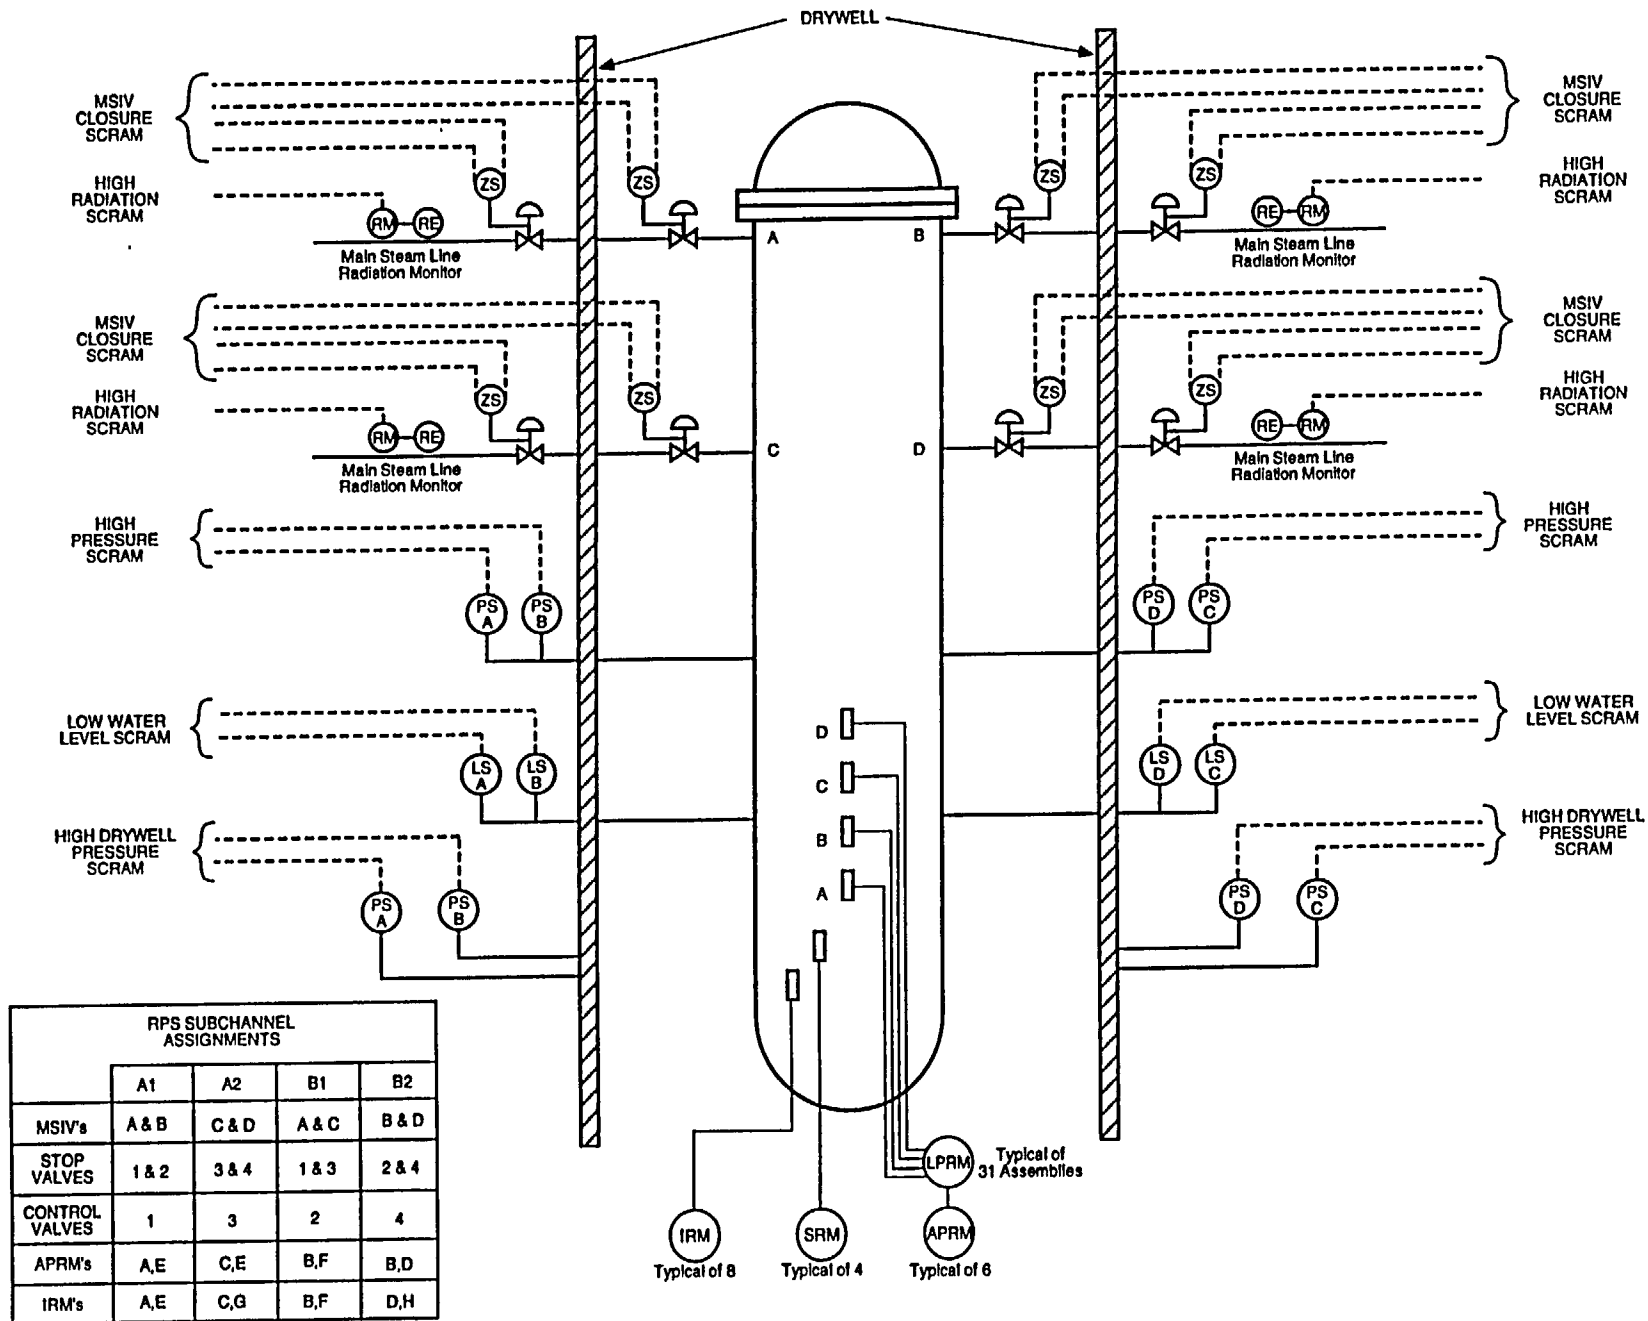 DRYWELL
MSIV
CLOSURE
SCRAM
ZS
ZS
HIGH
RADIATION
SCRAM
RM
RE
Main Steam Line
Radiation Monitor
A
B
ZS
ZS
MSIV
CLOSURE
SCRAM
HIGH
RADIATION
SCRAM
RE
RM
Main Steam Line
Radiation Monitor
MSIV
CLOSURE
SCRAM
ZS
ZS
HIGH
RADIATION
SCRAM
RM
RE
Main Steam Line
Radiation Monitor
C
D
ZS
ZS
MSIV
CLOSURE
SCRAM
HIGH
RADIATION
SCRAM
RE
RM
Main Steam Line
Radiation Monitor
HIGH
PRESSURE
SCRAM
PS
A
PS
B
PS
D
PS
C
HIGH
PRESSURE
SCRAM
LOW WATER
LEVEL SCRAM
LS
A
LS
B
LS
D
LS
C
LOW WATER
LEVEL SCRAM
HIGH DRYWELL
PRESSURE
SCRAM
PS
A
PS
B
PS
D
PS
C
HIGH DRYWELL
PRESSURE
SCRAM
D
C
B
A
LPRM
Typical of
31 Assemblies
IRM
Typical of 8
SRM
Typical of 4
APRM
Typical of 6
RPS SUBCHANNEL
ASSIGNMENTS
A1 A2 B1 B2
MSIV's A & B C & D A & C B & D
STOP
VALVES 1 & 2 3 & 4 1 & 3 2 & 4
CONTROL
VALVES 1 3 2 4
APRM's A,E C,E B,F B,D
IRM's A,E C,G B,F D,H